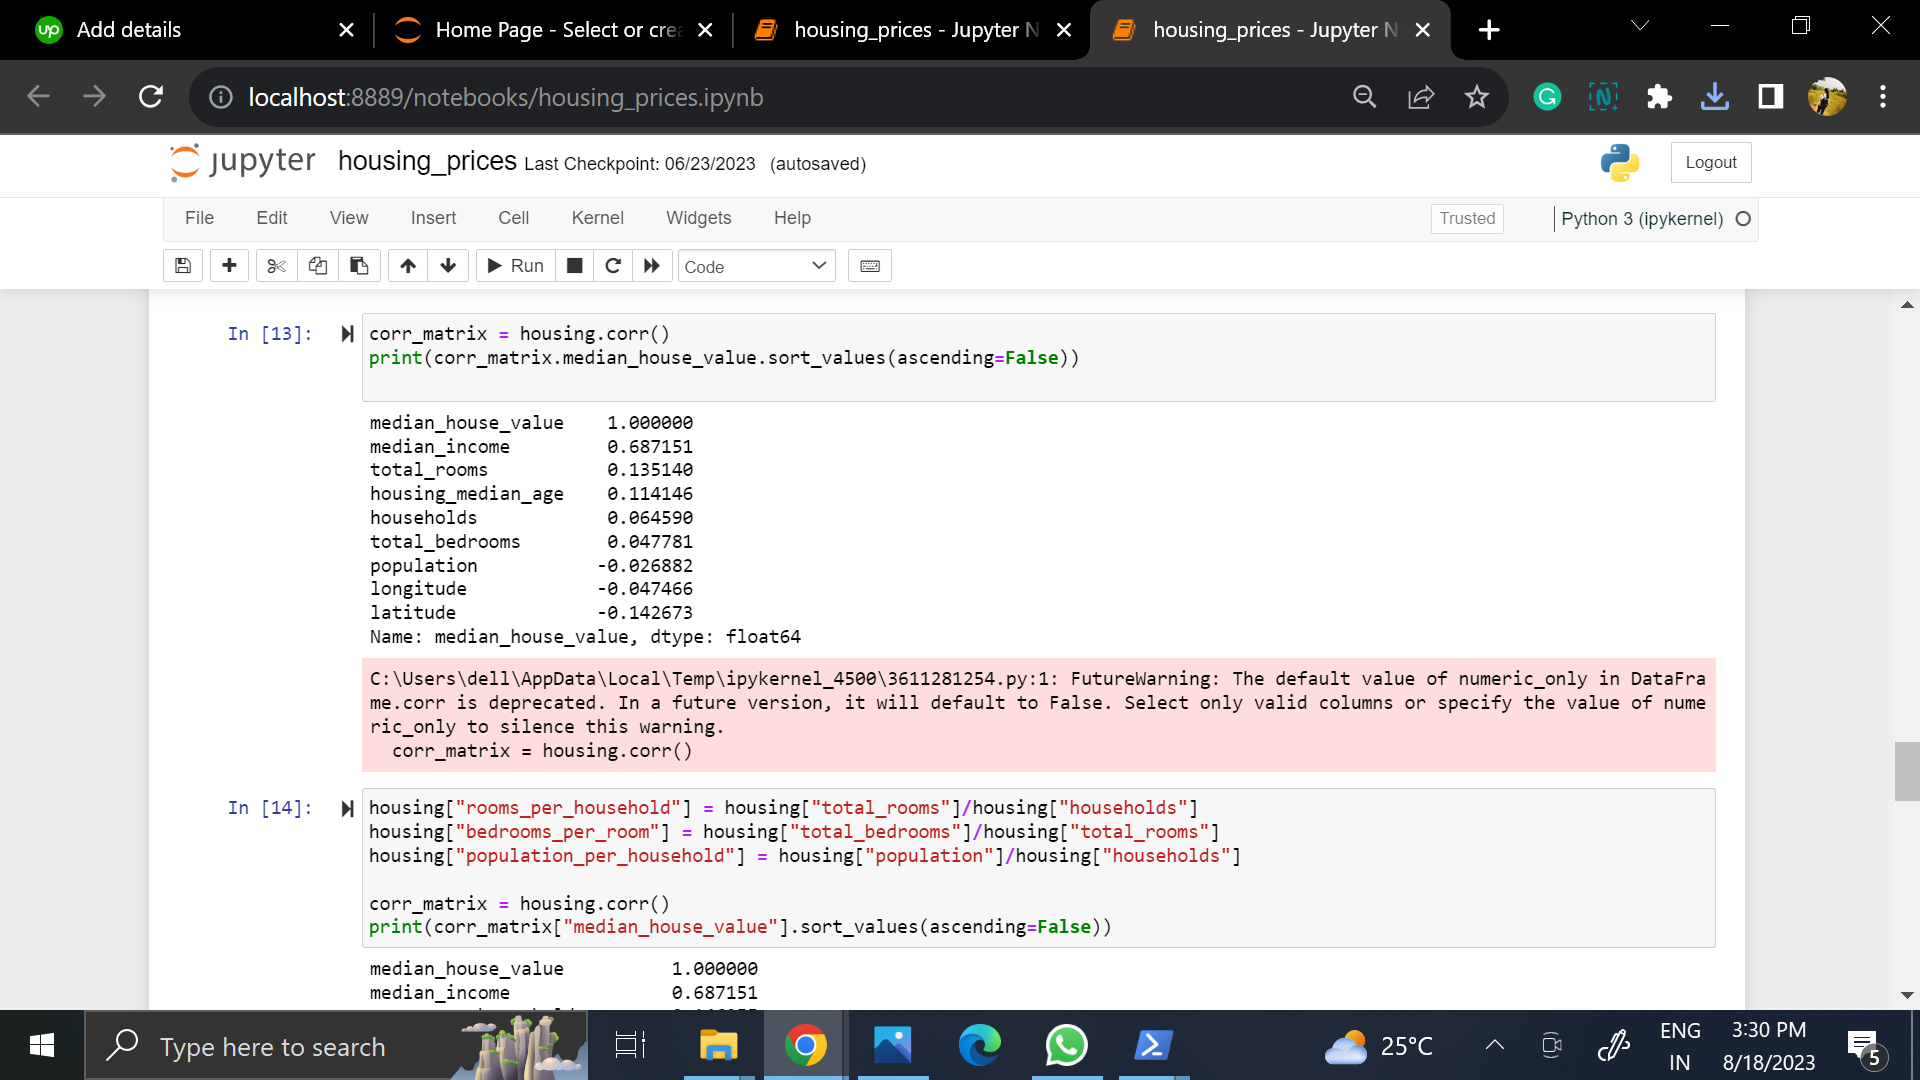 Add details
Home Page - Select or crea
housing_prices - Jupyter N
housing_prices - Jupyter N
localhost:8889/notebooks/housing_prices.ipynb
jupyter housing_prices Last Checkpoint: 06/23/2023 (autosaved)
Logout
File Edit View Insert Cell Kernel Widgets Help
Trusted
Python 3 (ipykernel)
Run
Code
In [13]:
corr_matrix = housing.corr()
print(corr_matrix.median_house_value.sort_values(ascending=False))
median_house_value 1.000000
median_income 0.687151
total_rooms 0.135140
housing_median_age 0.114146
households 0.064590
total_bedrooms 0.047781
population -0.026882
longitude -0.047466
latitude -0.142673
Name: median_house_value, dtype: float64
C:\Users\dell\AppData\Local\Temp\ipykernel_4500\3611281254.py:1: FutureWarning: The default value of numeric_only in DataFra
me.corr is deprecated. In a future version, it will default to False. Select only valid columns or specify the value of nume
ric_only to silence this warning.
corr_matrix = housing.corr()
In [14]:
housing["rooms_per_household"] = housing["total_rooms"]/housing["households"]
housing["bedrooms_per_room"] = housing["total_bedrooms"]/housing["total_rooms"]
housing["population_per_household"] = housing["population"]/housing["households"]
corr_matrix = housing.corr()
print(corr_matrix["median_house_value"].sort_values(ascending=False))
median_house_value 1.000000
median_income 0.687151
Type here to search
25°C
ENG
IN
3:30 PM
8/18/2023
5